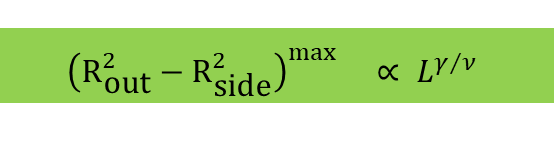 (R²out − R²side)^max ∝ L^γ/ν